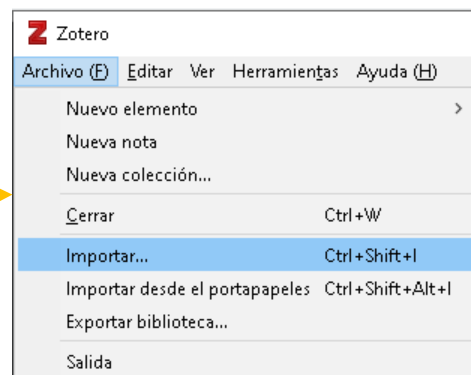 Zotero
Archivo (F) Editar Ver Herramientas Ayuda (H)
Nuevo elemento
Nueva nota
Nueva colección...
Cerrar Ctrl+W
Importar... Ctrl+Shift+I
Importar desde el portapapeles Ctrl+Shift+Alt+I
Exportar biblioteca...
Salida